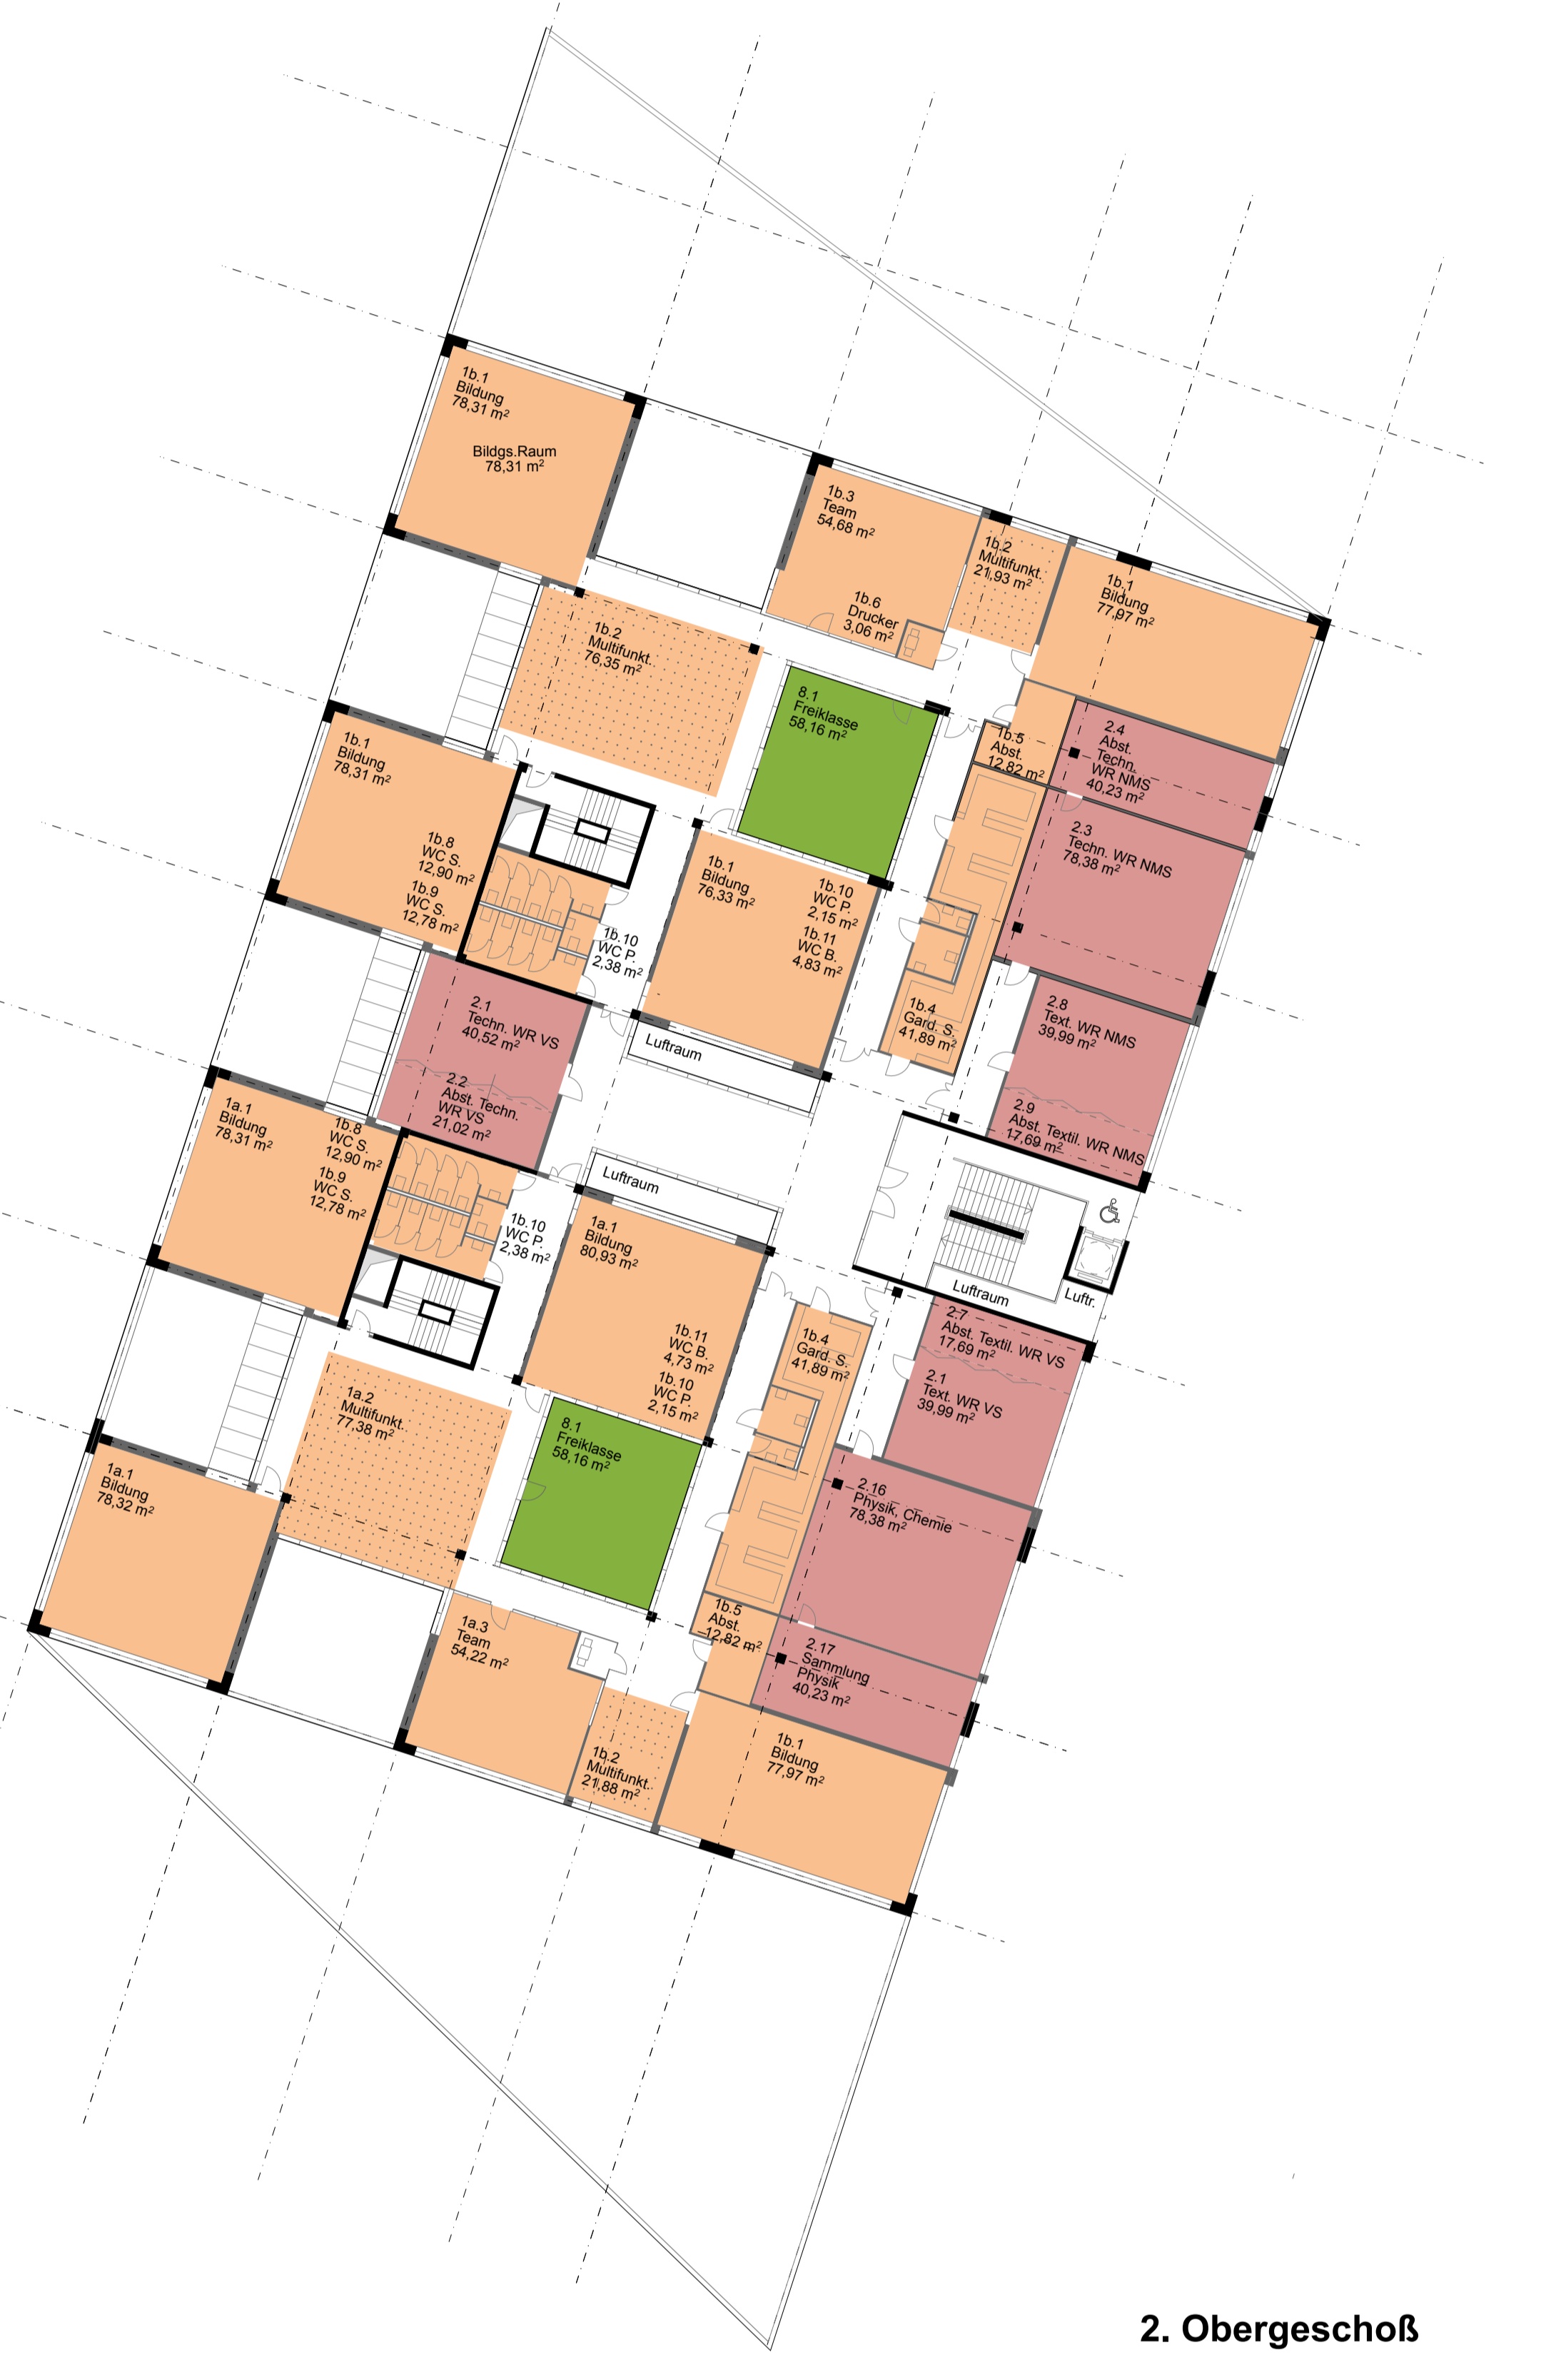 1b.1
Bildung
78,31 m²
Bildgs.Raum
78,31 m²
1b.3
Team
54,68 m²
1b.6
Drucker
3,06 m²
1b.2
Multifunkt.
21,93 m²
1b.1
Bildung
77,97 m²
1b.2
Multifunkt.
76,35 m²
8.1
Freiklasse
58,16 m²
1b.5
Abst.
12,82 m²
2.4
Abst.
Techn.
WR NMS
40,23 m²
1b.1
Bildung
78,31 m²
1b.8
WC S.
12,90 m²
1b.9
WC S.
12,78 m²
1b.10
WC P.
2,38 m²
1b.1
Bildung
76,33 m²
1b.10
WC P.
2,15 m²
1b.11
WC B.
4,83 m²
2.3
Techn. WR NMS
78,38 m²
1b.4
Gard. S.
41,89 m²
2.8
Text. WR NMS
39,99 m²
2.9
Abst. Textil. WR NMS
17,69 m²
2.1
Techn. WR VS
40,52 m²
2.2
Abst. Techn.
WR VS
21,02 m²
Luftraum
Luftraum
1a.1
Bildung
78,31 m²
1b.8
WC S.
12,90 m²
1b.9
WC S.
12,78 m²
1b.10
WC P.
2,38 m²
1a.1
Bildung
80,93 m²
1b.11
WC B.
4,73 m²
1b.10
WC P.
2,15 m²
Luftraum
Luftr.
1b.4
Gard. S.
41,89 m²
2.7
Abst. Textil. WR VS
17,69 m²
2.1
Text. WR VS
39,99 m²
1a.2
Multifunkt.
77,38 m²
8.1
Freiklasse
58,16 m²
2.16
Physik, Chemie
78,38 m²
1a.1
Bildung
78,32 m²
1a.3
Team
54,22 m²
1b.5
Abst.
12,82 m²
2.17
Sammlung
Physik
40,23 m²
1b.2
Multifunkt.
21,88 m²
1b.1
Bildung
77,97 m²
2. Obergeschoß